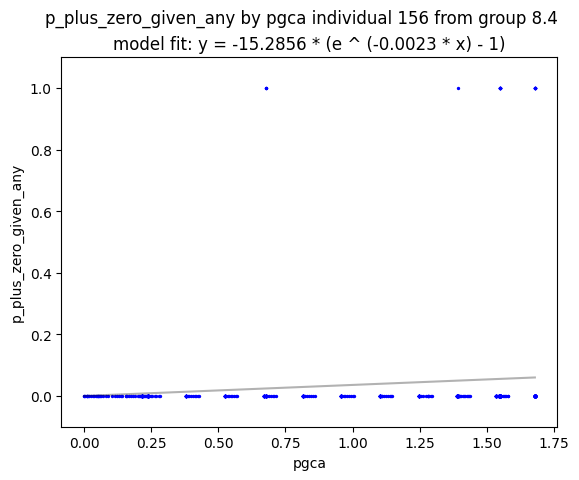 p_plus_zero_given_any by pgca individual 156 from group 8.4
model fit: y = -15.2856 * (e ^ (-0.0023 * x) - 1)
1.0
0.8
0.6
0.4
0.2
0.0
p_plus_zero_given_any
0.00 0.25 0.50 0.75 1.00 1.25 1.50 1.75
pgca